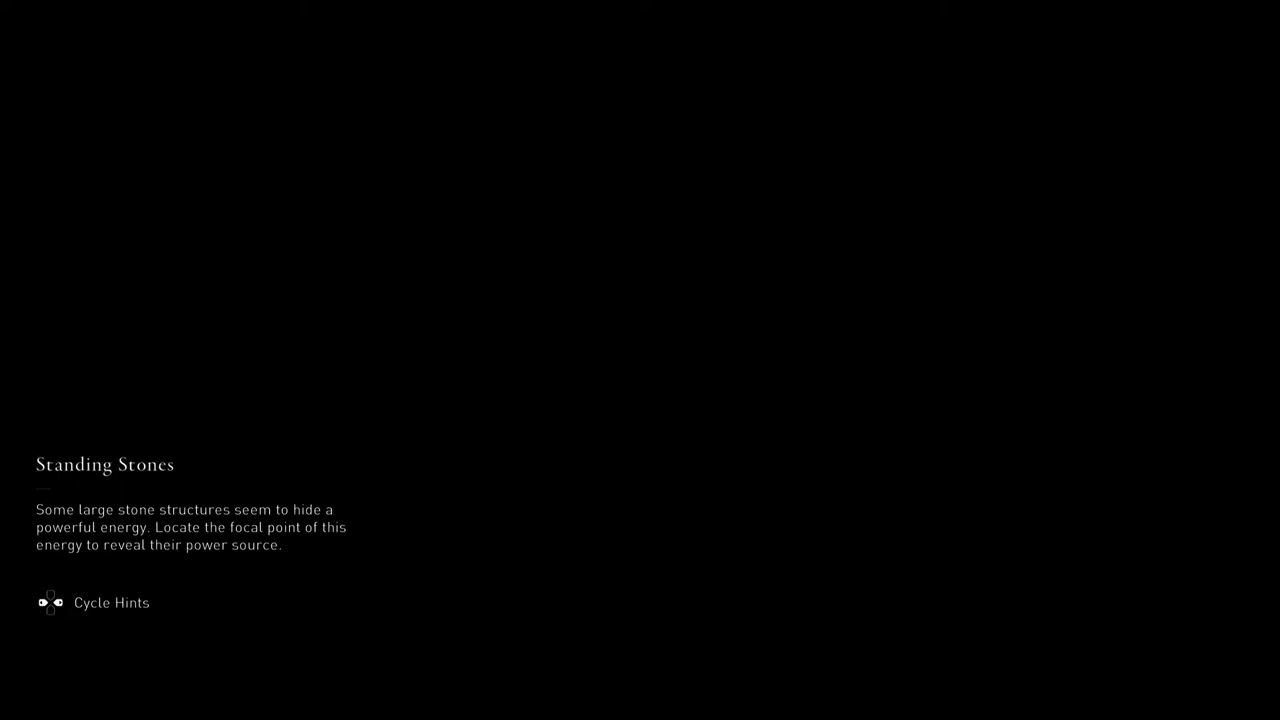 Standing Stones
Some large stone structures seem to hide a
powerful energy. Locate the focal point of this
energy to reveal their power source.
Cycle Hints